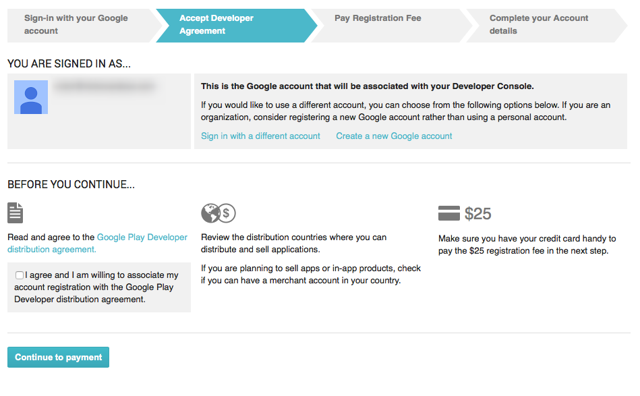 Sign-in with your Google
account
Accept Developer
Agreement
Pay Registration Fee
Complete your Account
details
YOU ARE SIGNED IN AS...
This is the Google account that will be associated with your Developer Console.
If you would like to use a different account, you can choose from the following options below. If you are an
organization, consider registering a new Google account rather than using a personal account.
Sign in with a different account
Create a new Google account
BEFORE YOU CONTINUE...
$
$25
Read and agree to the Google Play Developer
distribution agreement.
I agree and I am willing to associate my
account registration with the Google Play
Developer distribution agreement.
Review the distribution countries where you can
distribute and sell applications.
If you are planning to sell apps or in-app products, check
if you can have a merchant account in your country.
Make sure you have your credit card handy to
pay the $25 registration fee in the next step.
Continue to payment